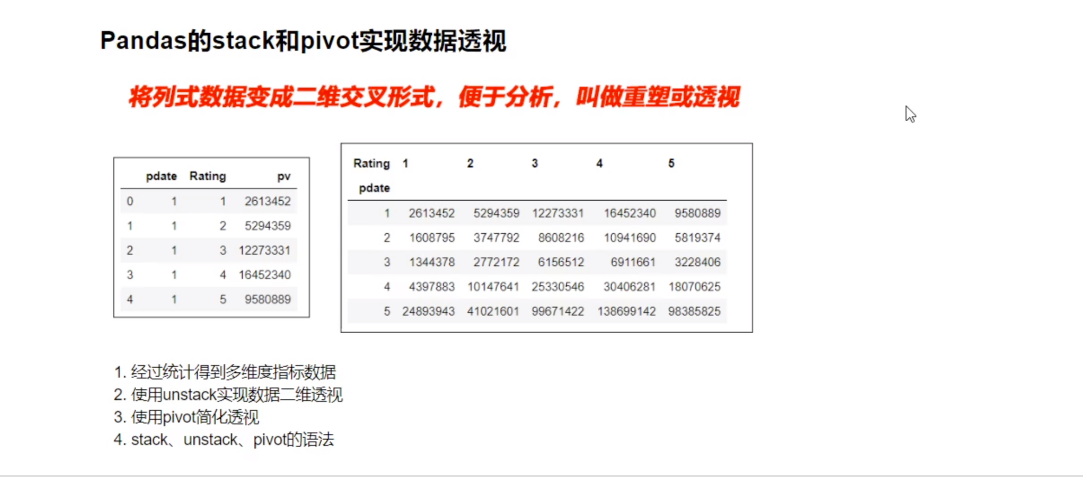 Pandas的stack和pivot实现数据透视
将列式数据变成二维交叉形式，便于分析，叫做重塑或透视
pdate Rating pv
0 1 1 2613452
1 1 2 5294359
2 1 3 12273331
3 1 4 16452340
4 1 5 9580889
Rating 1 2 3 4 5
pdate
1 2613452 5294359 12273331 16452340 9580889
2 1608795 3747792 8608216 10941690 5819374
3 1344378 2772172 6156512 6911661 3228406
4 4397883 10147641 25330546 30406281 18070625
5 24893943 41021601 99671422 138699142 98385825
1. 经过统计得到多维度指标数据
2. 使用unstack实现数据二维透视
3. 使用pivot简化透视
4. stack、unstack、pivot的语法